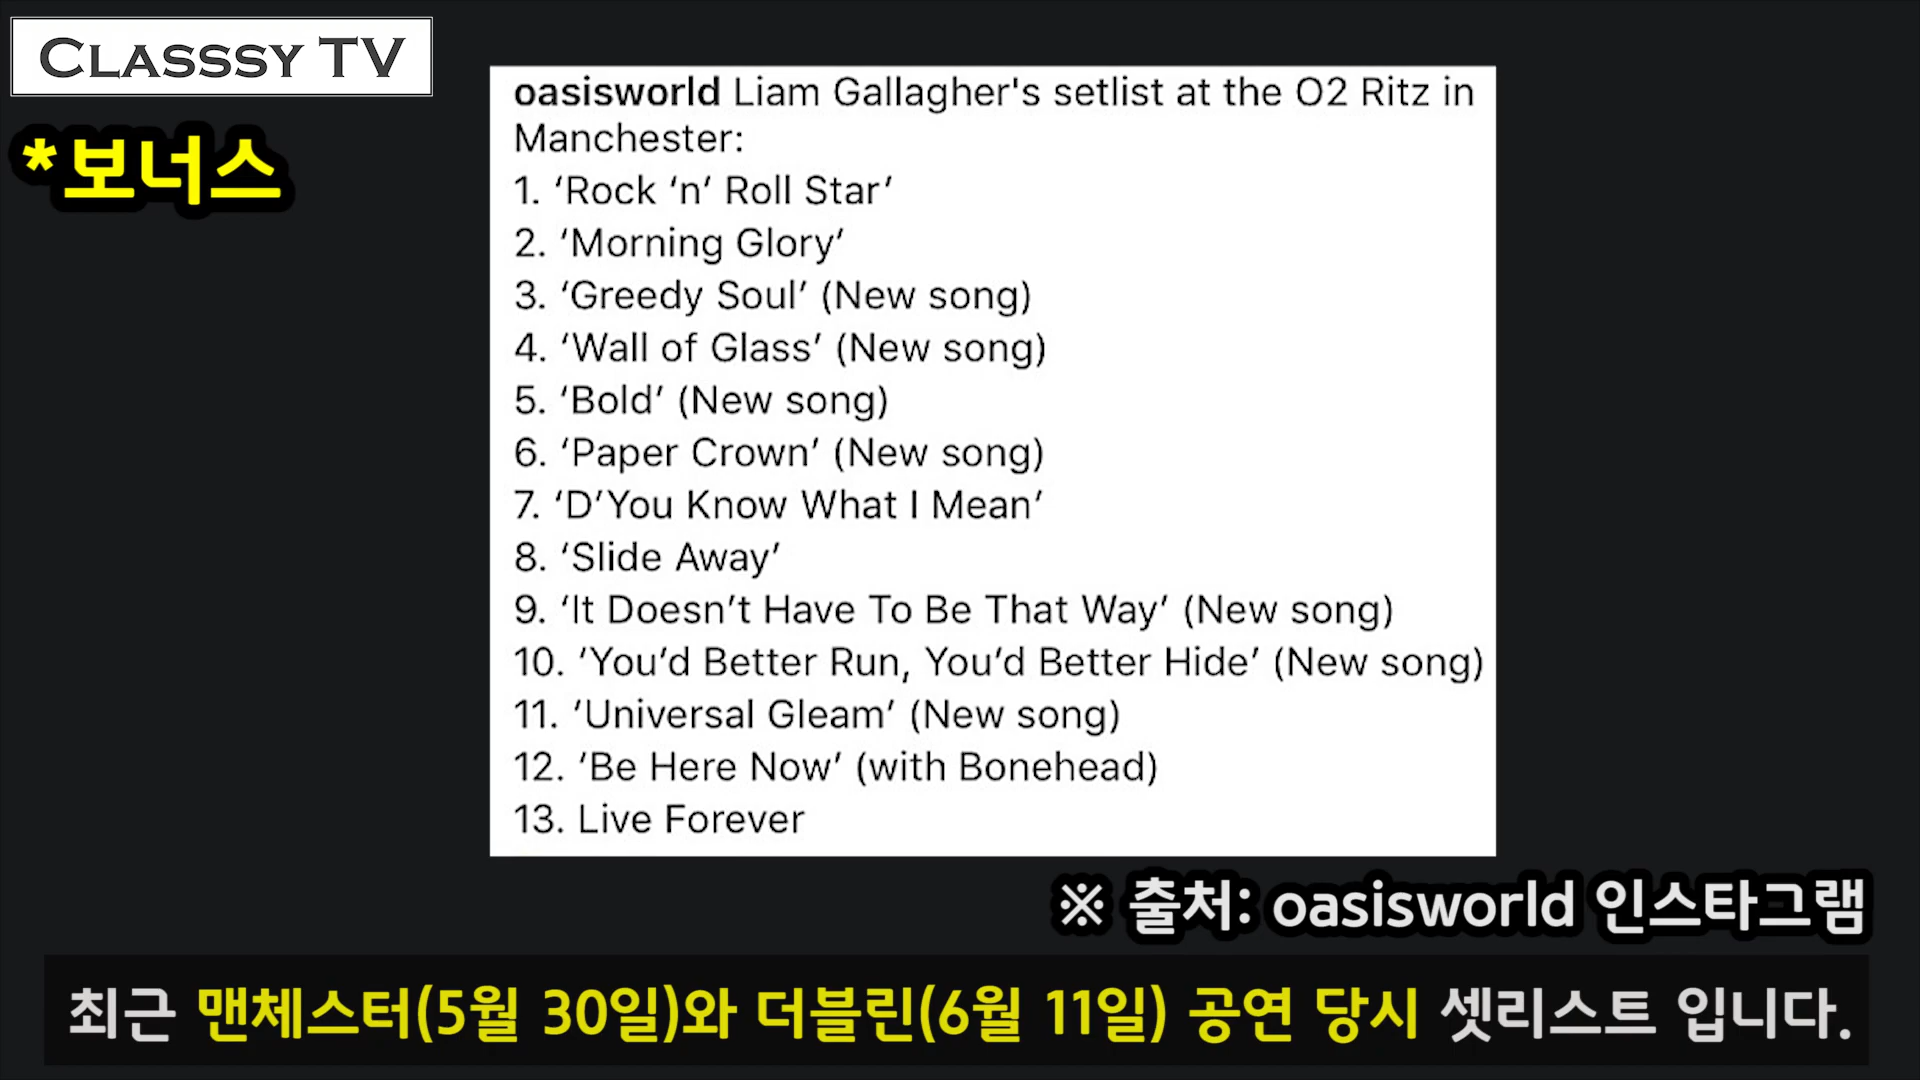 CLASSSY TV
*보너스
oasisworld Liam Gallagher's setlist at the O2 Ritz in
Manchester:
1. ‘Rock ‘n’ Roll Star’
2. ‘Morning Glory’
3. ‘Greedy Soul’ (New song)
4. ‘Wall of Glass’ (New song)
5. ‘Bold’ (New song)
6. ‘Paper Crown’ (New song)
7. ‘D’You Know What I Mean’
8. ‘Slide Away’
9. ‘It Doesn’t Have To Be That Way’ (New song)
10. ‘You’d Better Run, You’d Better Hide’ (New song)
11. ‘Universal Gleam’ (New song)
12. ‘Be Here Now’ (with Bonehead)
13. Live Forever
※ 출처: oasisworld 인스타그램
최근 맨체스터(5월 30일)와 더블린(6월 11일) 공연 당시 셋리스트 입니다.